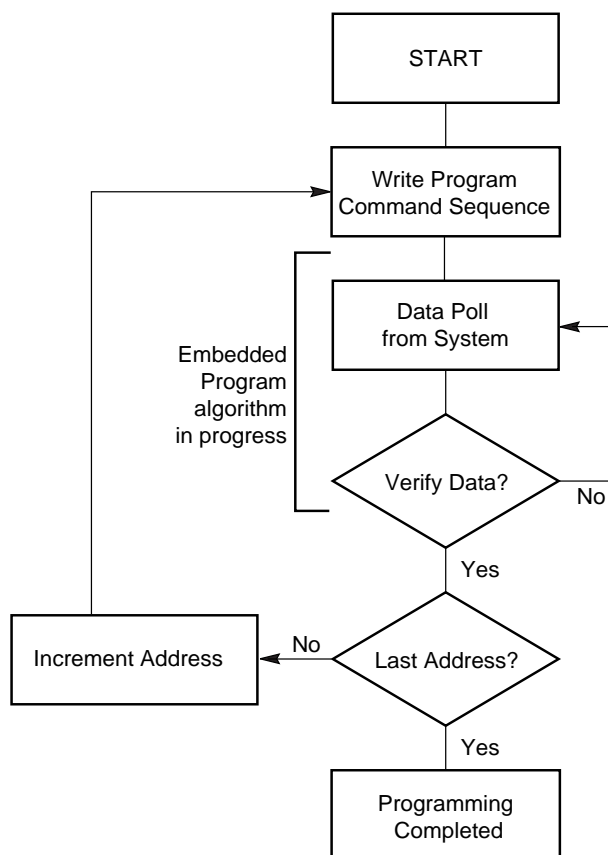 START
Write Program
Command Sequence
Data Poll
from System
Embedded
Program
algorithm
in progress
Verify Data?
No
Yes
Increment Address
No
Last Address?
Yes
Programming
Completed